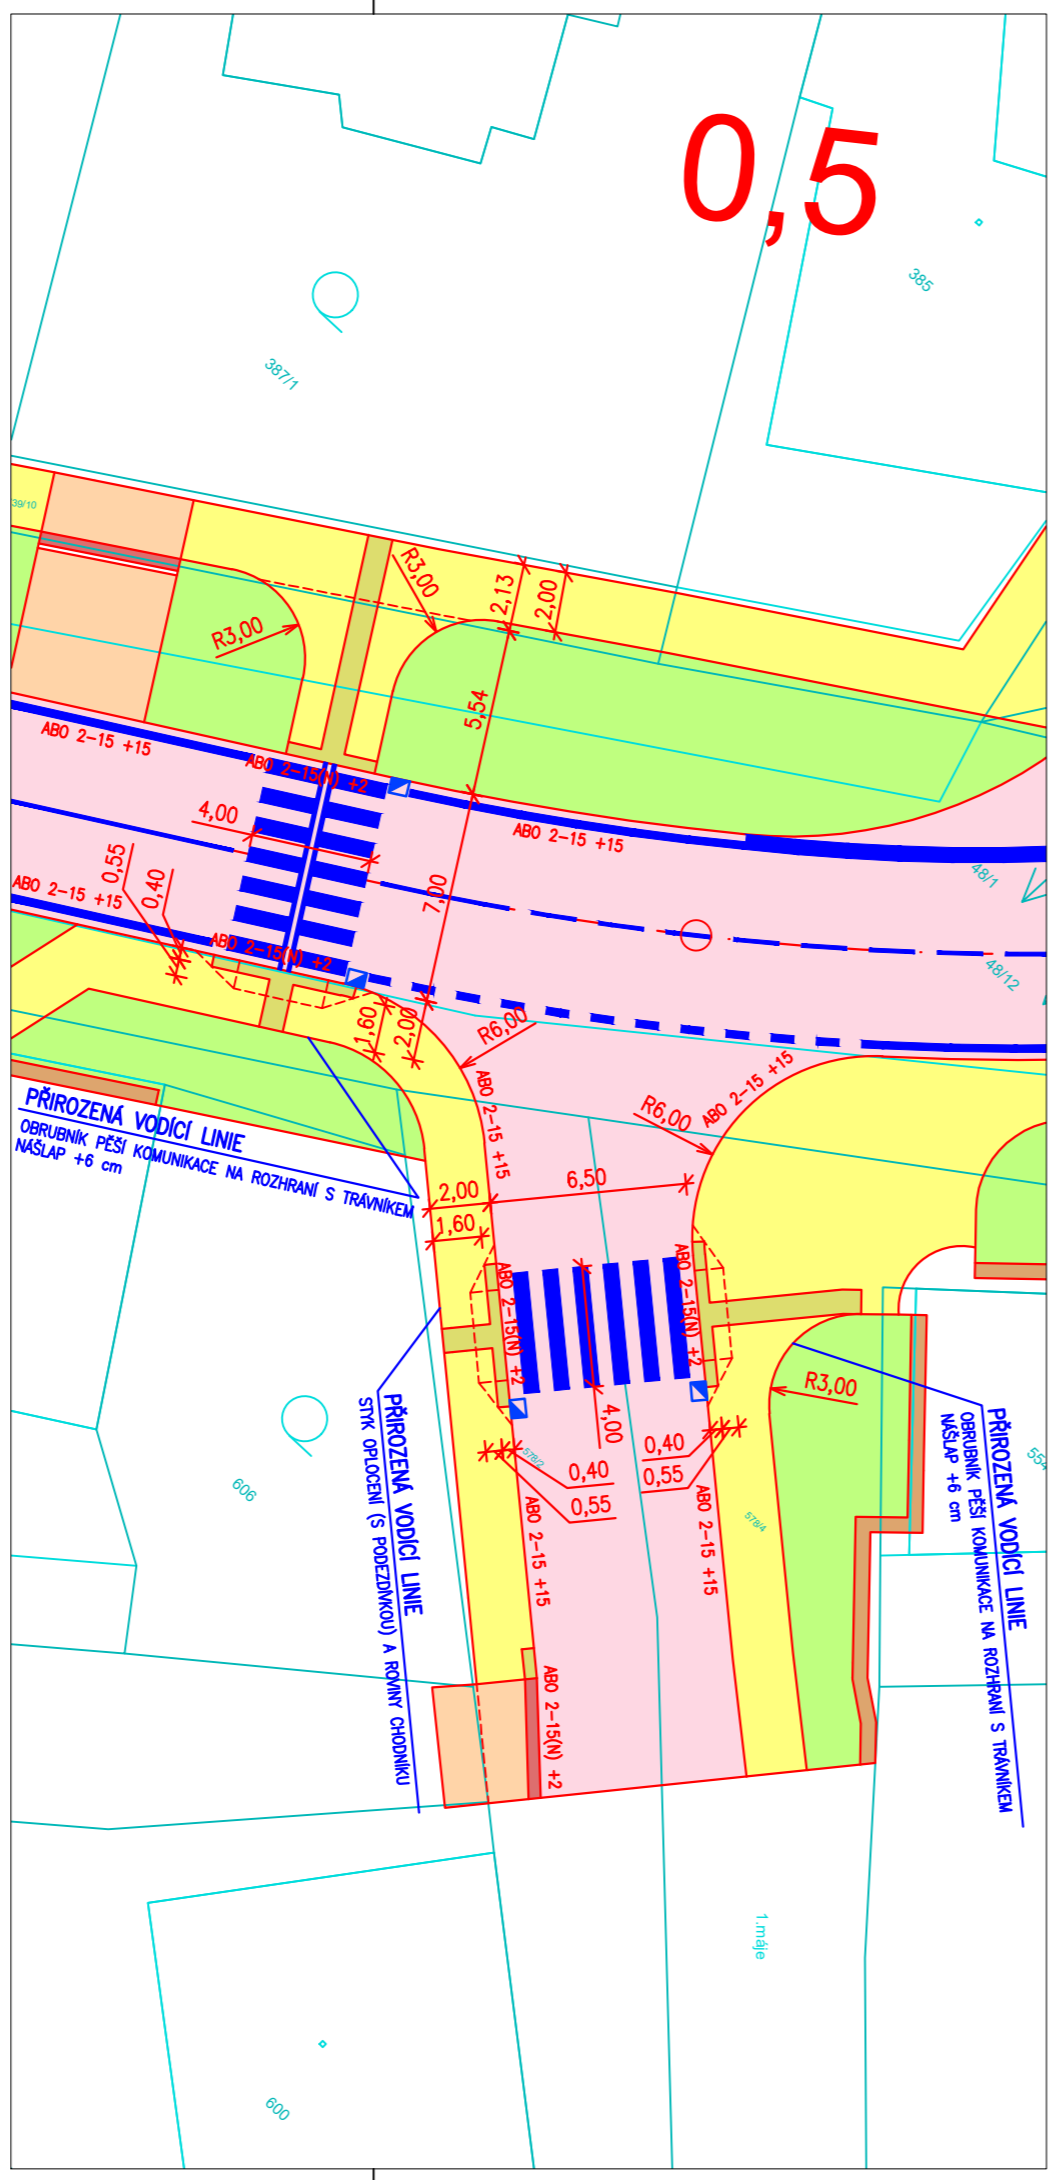 0,5
385
387/1
39/10
R3,00
R3,00
2,13
2,00
5,54
ABO 2-15 +15
ABO 2-15(N) +2
4,00
ABO 2-15 +15
0,55
0,40
7,00
48/1
ABO 2-15 +15
ABO 2-15(N) +2
48/12
1,60
2,00
R6,00
ABO 2-15 +15
ABO 2-15 +15
R6,00
PŘIROZENÁ VODÍCÍ LINIE
OBRUBNÍK PĚŠÍ KOMUNIKACE NA ROZHRANÍ S TRÁVNÍKEM
NÁŠLAP +6 cm
2,00
6,50
1,60
ABO 2-15(N) +2
ABO 2-15(N) +2
R3,00
4,00
0,40
0,55
0,40
0,55
578/2
578/4
554
606
PŘIROZENÁ VODÍCÍ LINIE
STYK OPLOCENÍ (S PODEZDÍVKOU) A ROVINY CHODNÍKU
PŘIROZENÁ VODÍCÍ LINIE
OBRUBNÍK PĚŠÍ KOMUNIKACE NA ROZHRANÍ S TRÁVNÍKEM
NÁŠLAP +6 cm
ABO 2-15 +15
ABO 2-15 +15
ABO 2-15(N) +2
1.máje
600